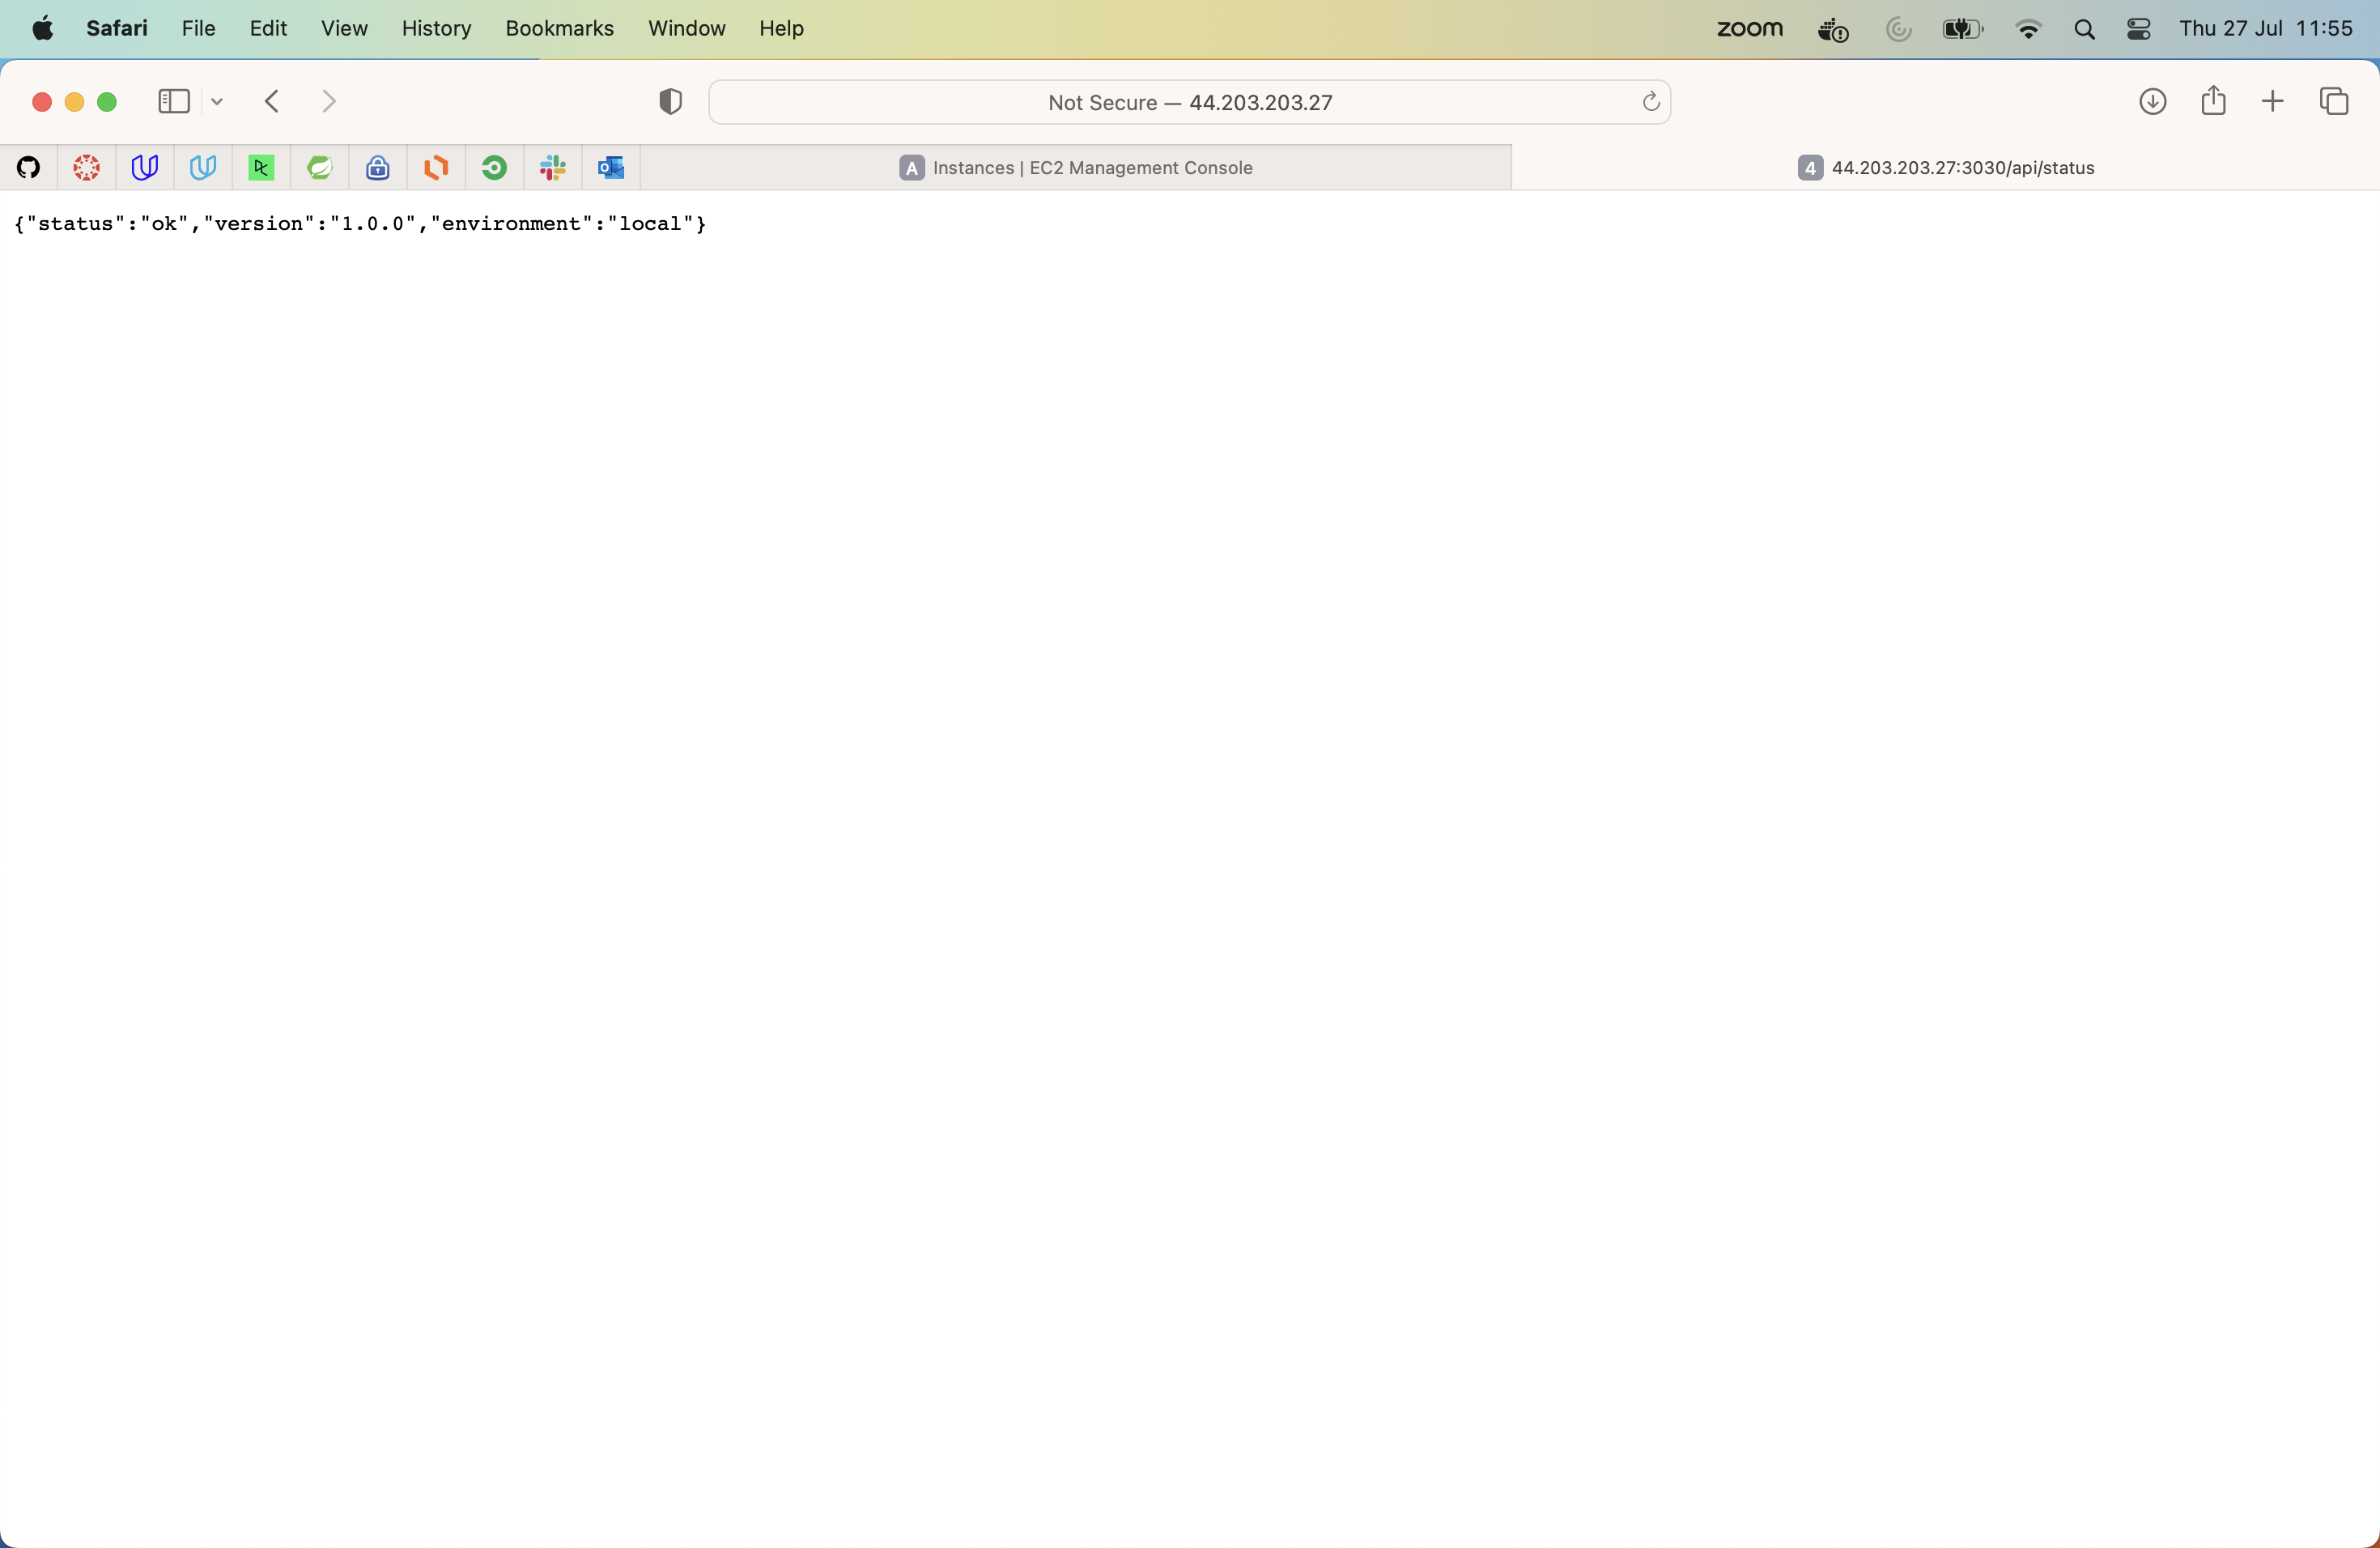 Safari File Edit View History Bookmarks Window Help zoom Thu 27 Jul 11:55
Not Secure — 44.203.203.27
A Instances | EC2 Management Console 4 44.203.203.27:3030/api/status
{"status":"ok","version":"1.0.0","environment":"local"}